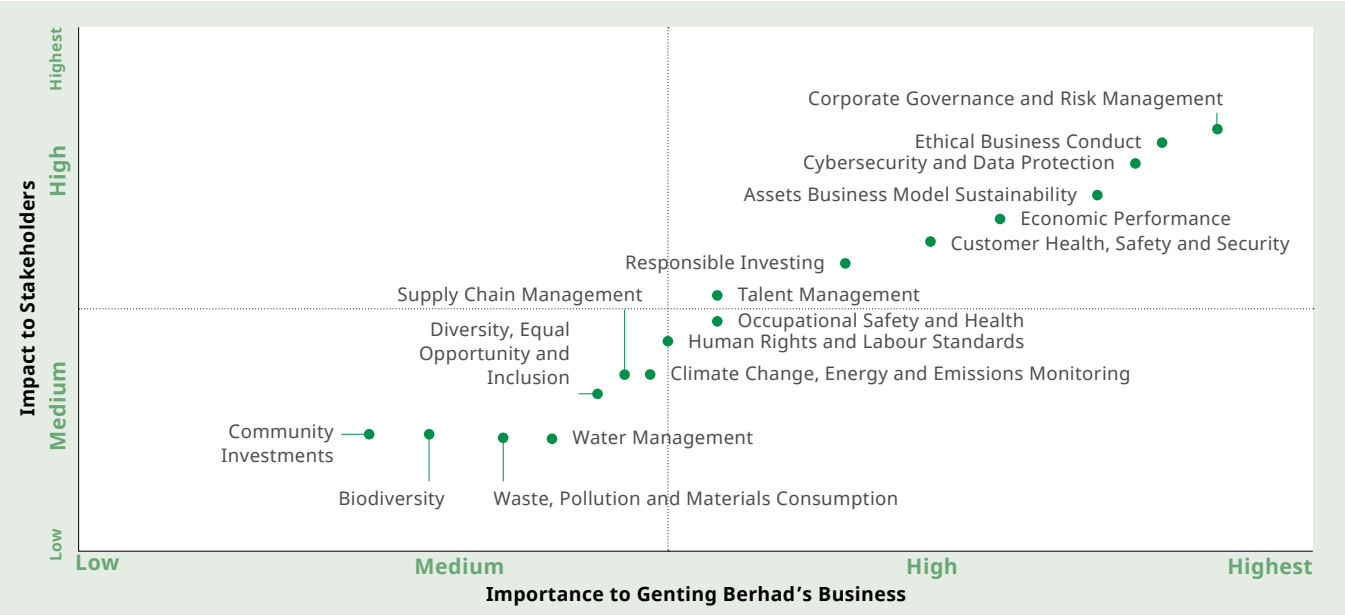 Highest
High
Medium
Low
Impact to Stakeholders
Corporate Governance and Risk Management
Ethical Business Conduct
Cybersecurity and Data Protection
Assets Business Model Sustainability
Economic Performance
Customer Health, Safety and Security
Responsible Investing
Supply Chain Management
Talent Management
Occupational Safety and Health
Diversity, Equal
Opportunity and
Inclusion
Human Rights and Labour Standards
Climate Change, Energy and Emissions Monitoring
Community
Investments
Water Management
Biodiversity
Waste, Pollution and Materials Consumption
Low
Medium
High
Highest
Importance to Genting Berhad’s Business